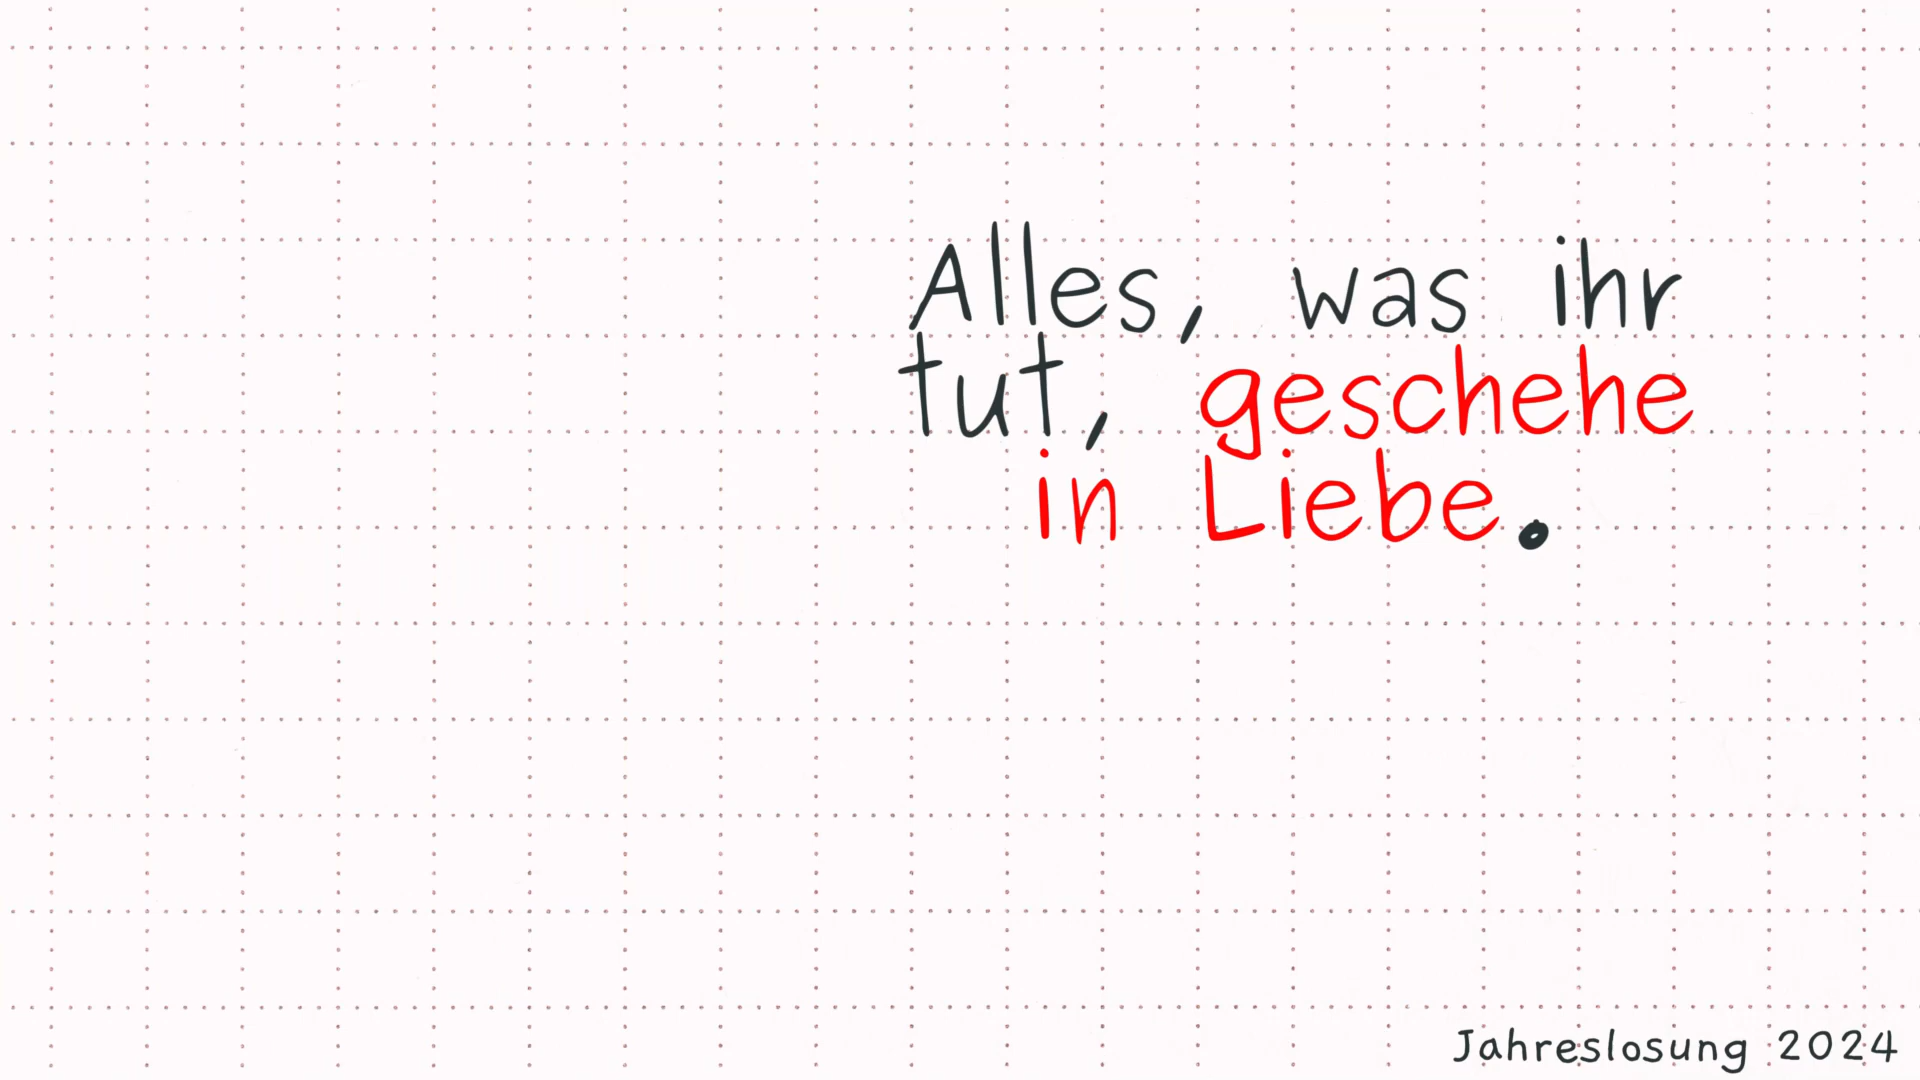 Alles, was ihr
tut, geschehe
in Liebe.
Jahreslosung 2024